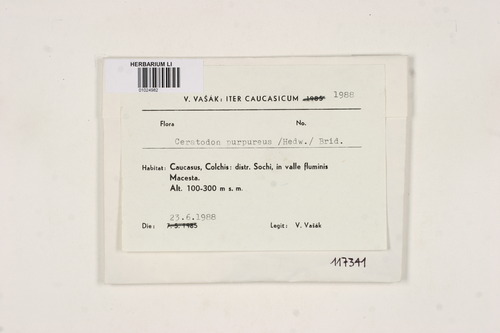 HERBARIUM LI
01024982
V. VAŠÁK: ITER CAUCASICUM 1985 1988
Flora No.
Ceratodon purpureus /Hedw./ Brid.
Habitat: Caucasus, Colchis: distr. Sochi, in valle fluminis
Macesta.
Alt. 100-300 m s. m.
23.6.1988
Die: 7. 5. 1985 Legit: V. Vašák
117341